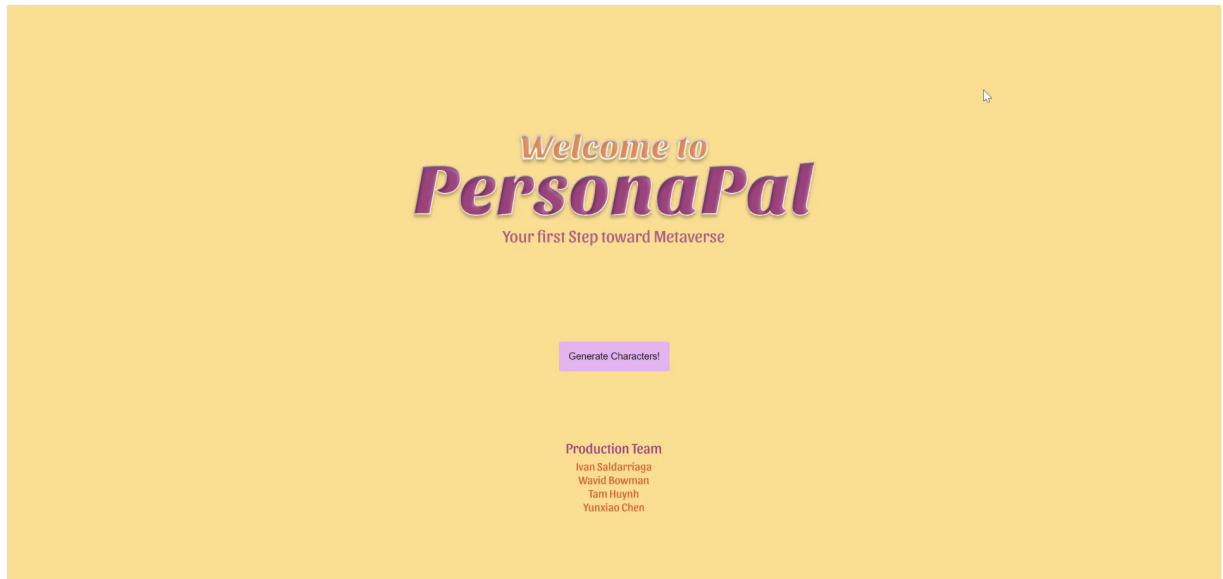 Welcome to
PersonaPal
Your first Step toward Metaverse
Generate Characters!
Production Team
Ivan Saldarriaga
Wavid Bowman
Tam Huynh
Yunxiao Chen